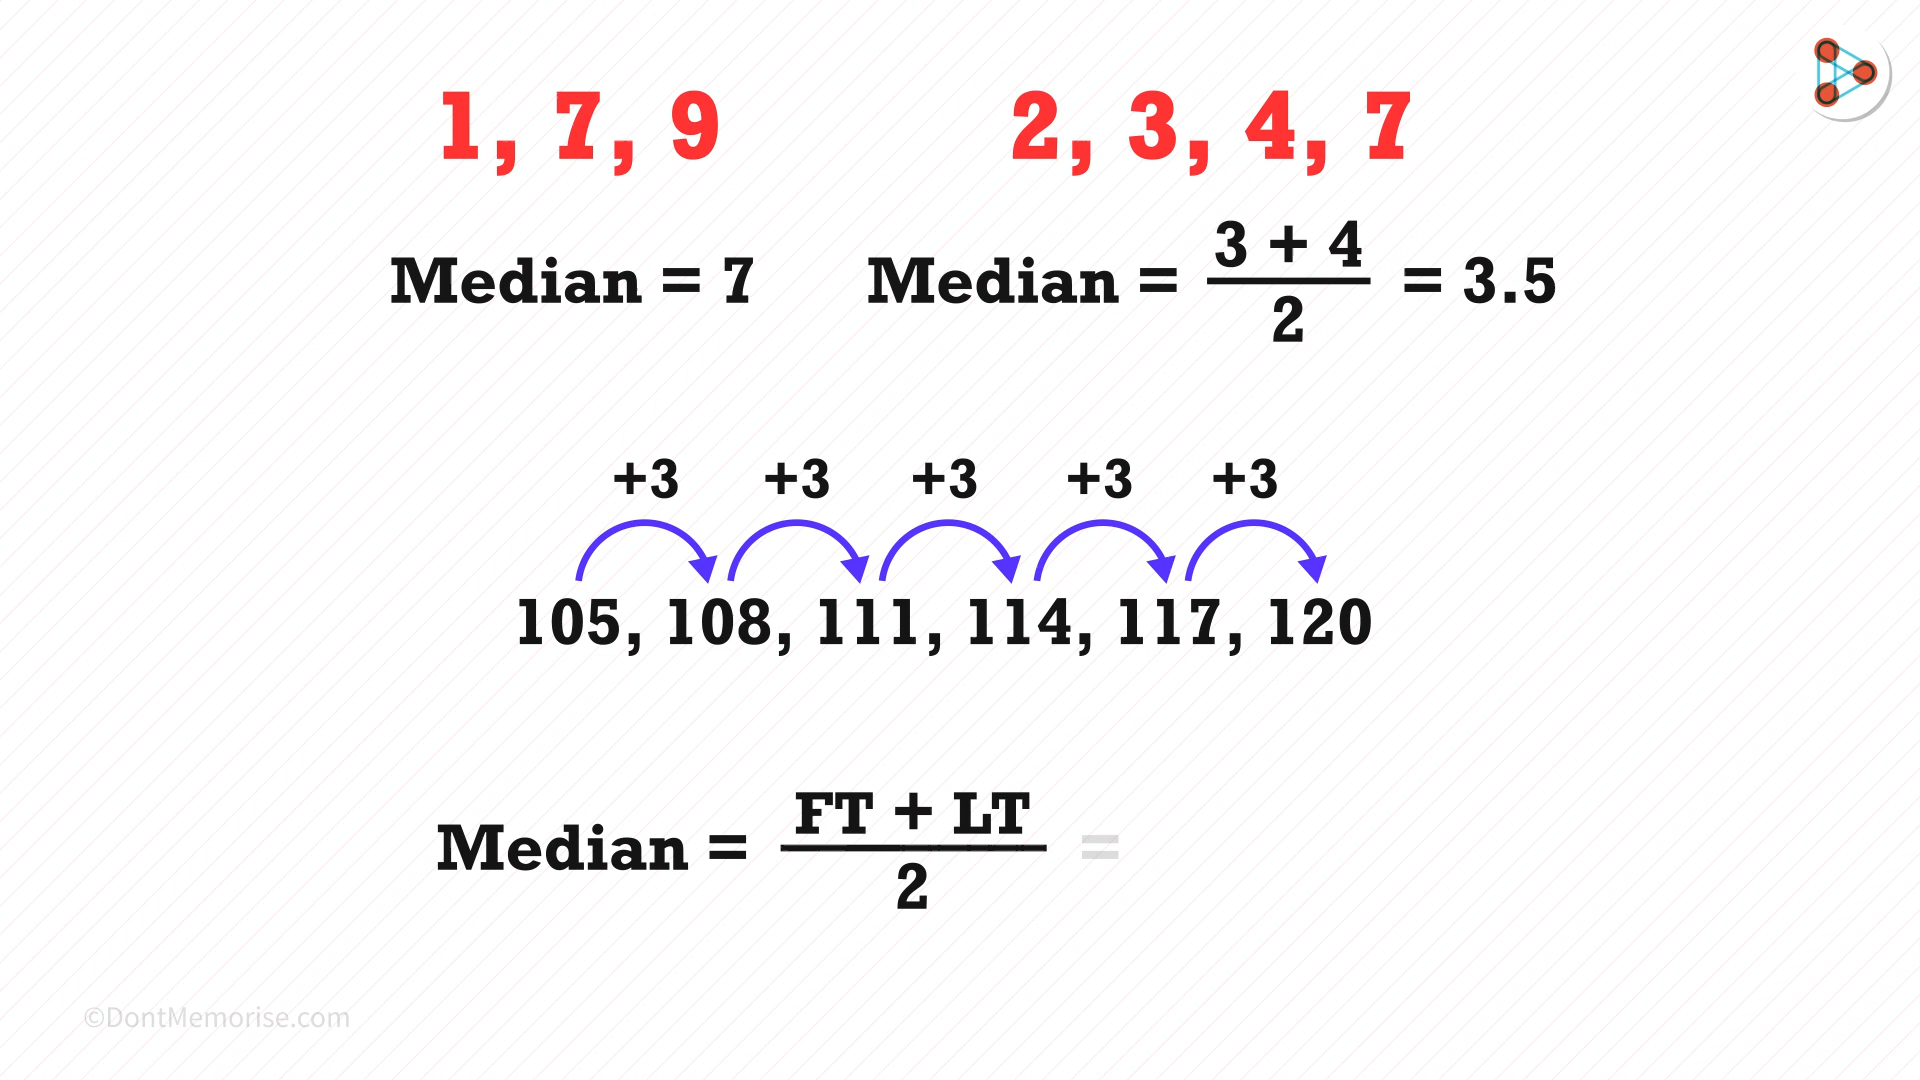 1, 7, 9
2, 3, 4, 7
Median = 7
Median = 3 + 4 / 2 = 3.5
+3 +3 +3 +3 +3
105, 108, 111, 114, 117, 120
Median = FT + LT / 2 =
©DontMemorise.com